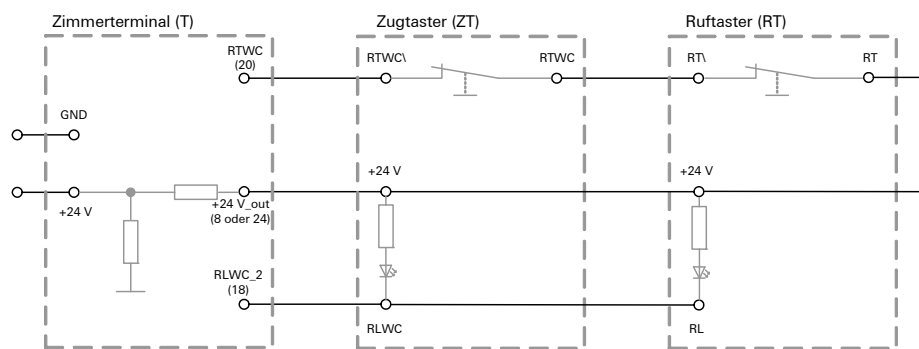 Zimmerterminal (T)
Zugtaster (ZT)
Ruftaster (RT)
RTWC
(20)
RTWC\
RTWC
RT\
RT
GND
+24 V
+24 V_out
(8 oder 24)
+24 V
+24 V
RLWC_2
(18)
RLWC
RL